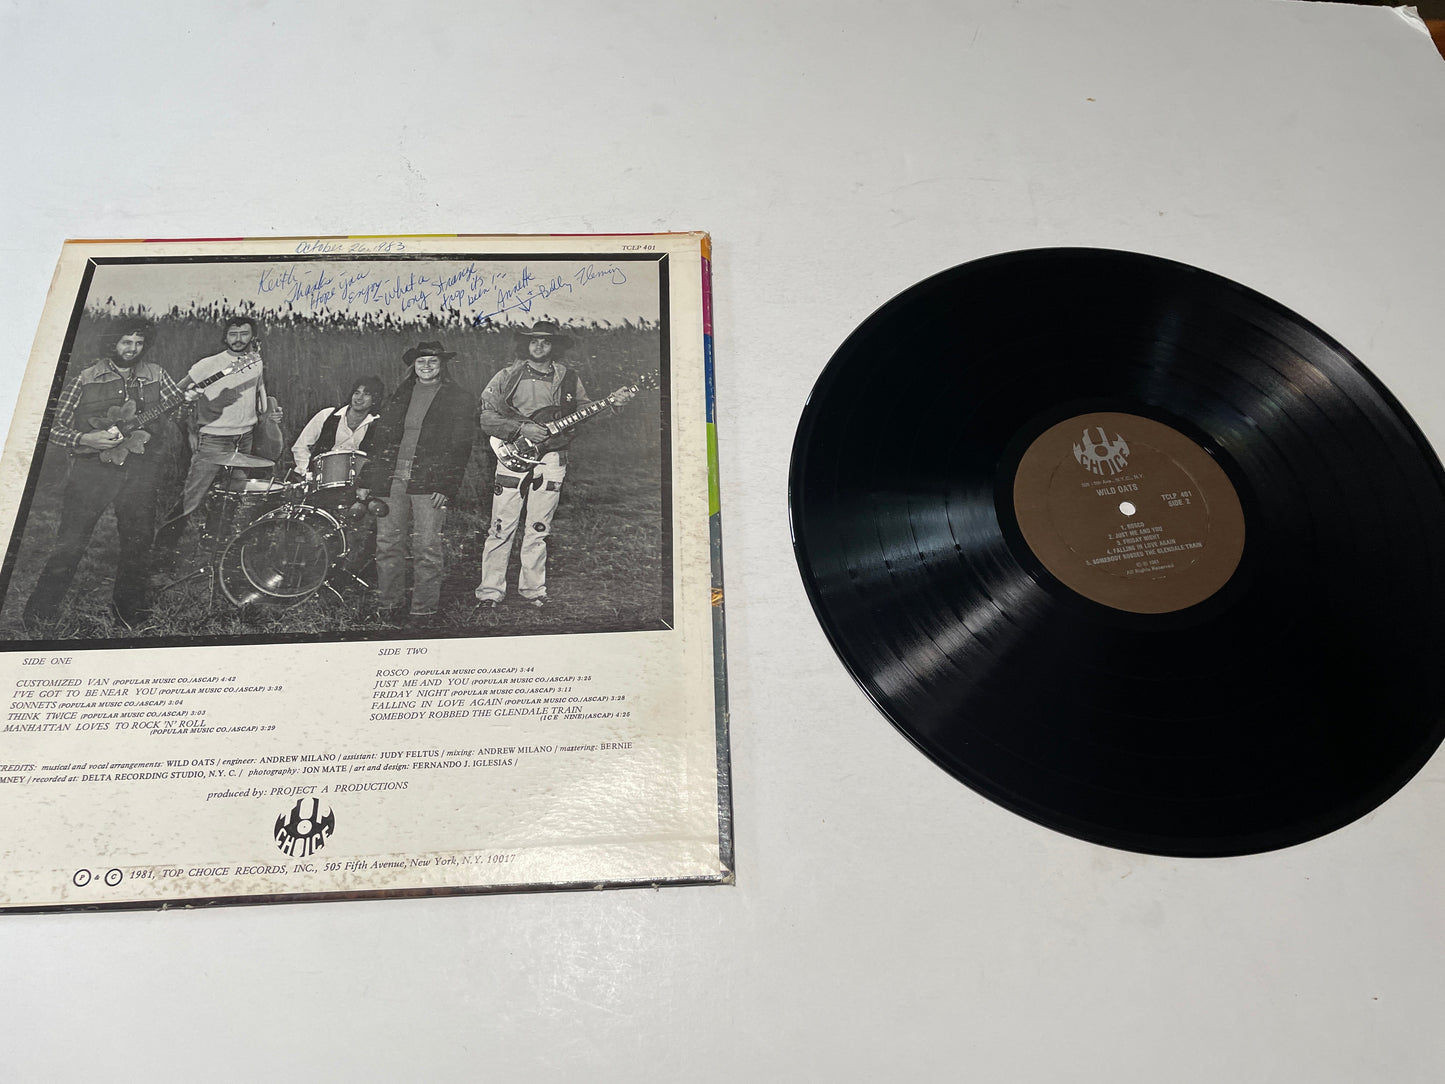 October 26, 1983
TCLP 401
Keith -
Thanks -
Hope You
Enjoy -
"What a
long strange
trip it's
been!"
Annette
&
Billy Fleming
SIDE ONE
CUSTOMIZED VAN (POPULAR MUSIC CO./ASCAP) 4:42
I'VE GOT TO BE NEAR YOU (POPULAR MUSIC CO./ASCAP) 3:39
SONNETS (POPULAR MUSIC CO./ASCAP) 3:04
THINK TWICE (POPULAR MUSIC CO./ASCAP) 3:03
MANHATTAN LOVES TO ROCK 'N' ROLL
(POPULAR MUSIC CO./ASCAP) 3:29
SIDE TWO
ROSCO (POPULAR MUSIC CO./ASCAP) 3:44
JUST ME AND YOU (POPULAR MUSIC CO./ASCAP) 3:25
FRIDAY NIGHT (POPULAR MUSIC CO./ASCAP) 3:11
FALLING IN LOVE AGAIN (POPULAR MUSIC CO./ASCAP) 3:28
SOMEBODY ROBBED THE GLENDALE TRAIN
(ICE NINE)(ASCAP) 4:25
REDITS: musical and vocal arrangements: WILD OATS / engineer: ANDREW MILANO / assistant: JUDY FELTUS / mixing: ANDREW MILANO / mastering: BERNIE
MNEY / recorded at: DELTA RECORDING STUDIO, N.Y. C. / photography: JON MATE / art and design: FERNANDO J. IGLESIAS /
produced by: PROJECT A PRODUCTIONS
TOP
CHOICE
P & C 1981, TOP CHOICE RECORDS, INC., 505 Fifth Avenue, New York, N.Y. 10017
TOP
CHOICE
505 - 5th Ave., N.Y.C., N.Y.
WILD OATS
TCLP 401
SIDE 2
1. ROSCO
2. JUST ME AND YOU
3. FRIDAY NIGHT
4. FALLING IN LOVE AGAIN
5. SOMEBODY ROBBED THE GLENDALE TRAIN
© ℗ 1981
All Rights Reserved